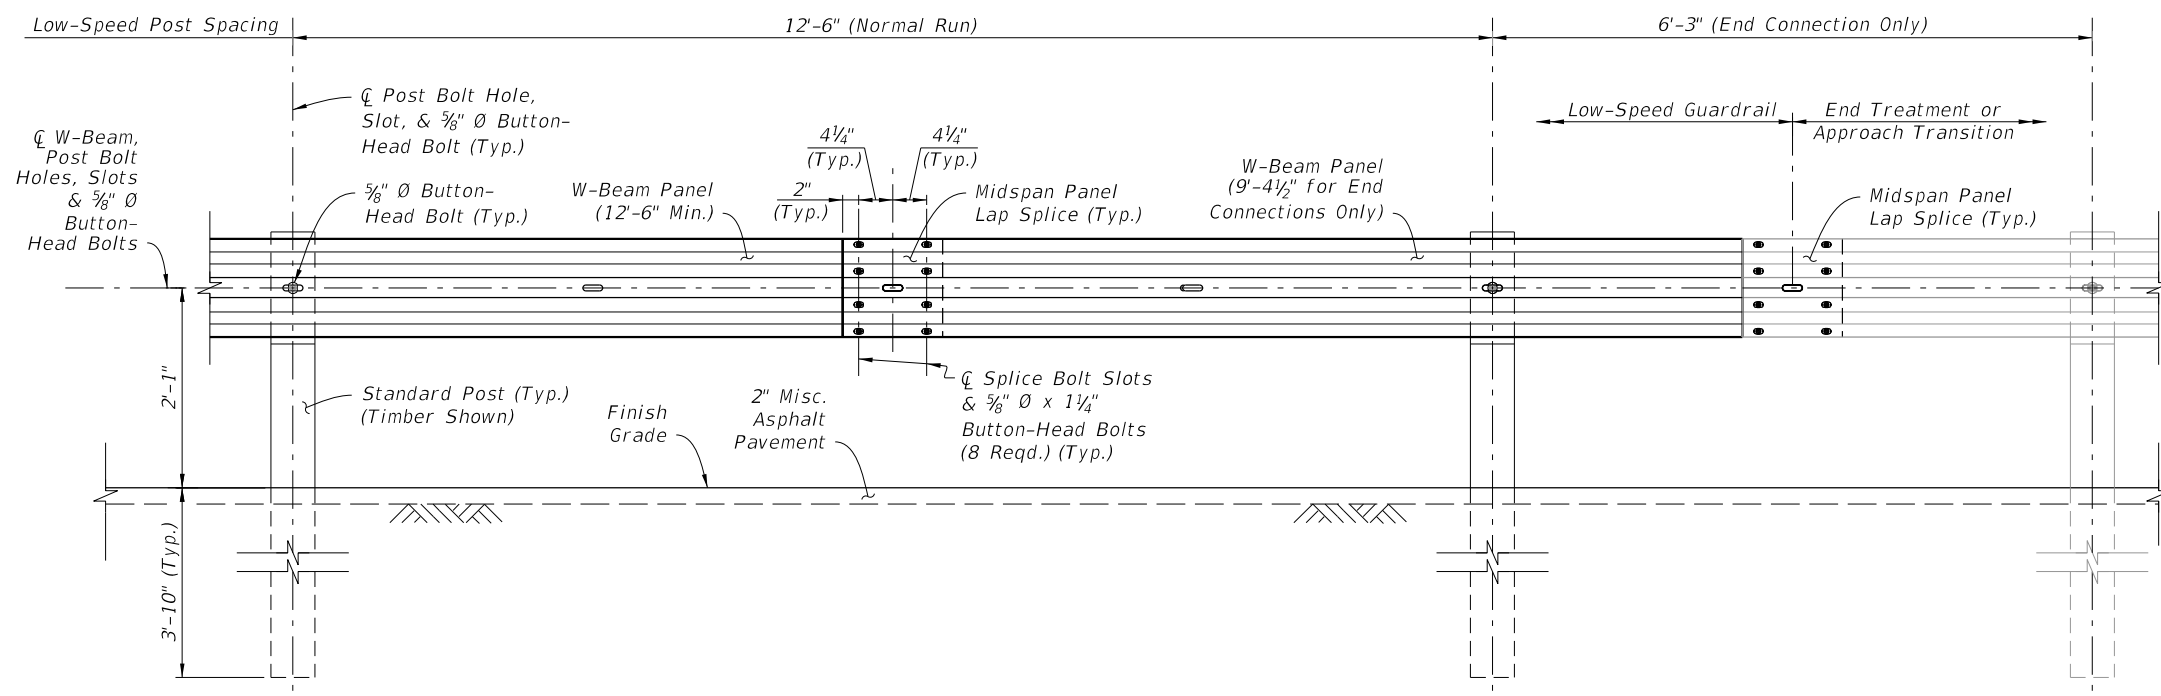 Low-Speed Post Spacing
12'-6" (Normal Run)
6'-3" (End Connection Only)
℄ Post Bolt Hole,
Slot, & ⅝" Ø Button-
Head Bolt (Typ.)
℄ W-Beam,
Post Bolt
Holes, Slots
& ⅝" Ø
Button-
Head Bolts
⅝" Ø Button-
Head Bolt (Typ.)
W-Beam Panel
(12'-6" Min.)
2"
(Typ.)
4¼"
(Typ.)
4¼"
(Typ.)
Midspan Panel
Lap Splice (Typ.)
W-Beam Panel
(9'-4½" for End
Connections Only)
Low-Speed Guardrail
End Treatment or
Approach Transition
Midspan Panel
Lap Splice (Typ.)
2'-1"
Standard Post (Typ.)
(Timber Shown)
Finish
Grade
2" Misc.
Asphalt
Pavement
℄ Splice Bolt Slots
& ⅝" Ø x 1¼"
Button-Head Bolts
(8 Reqd.) (Typ.)
3'-10" (Typ.)